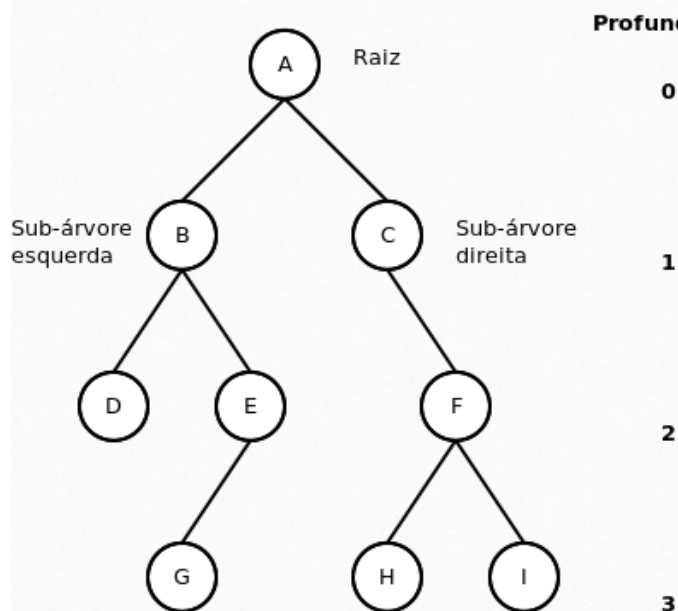 Profund
A
Raiz
0
Sub-árvore
esquerda
B
C
Sub-árvore
direita
1
D
E
F
2
G
H
I
3